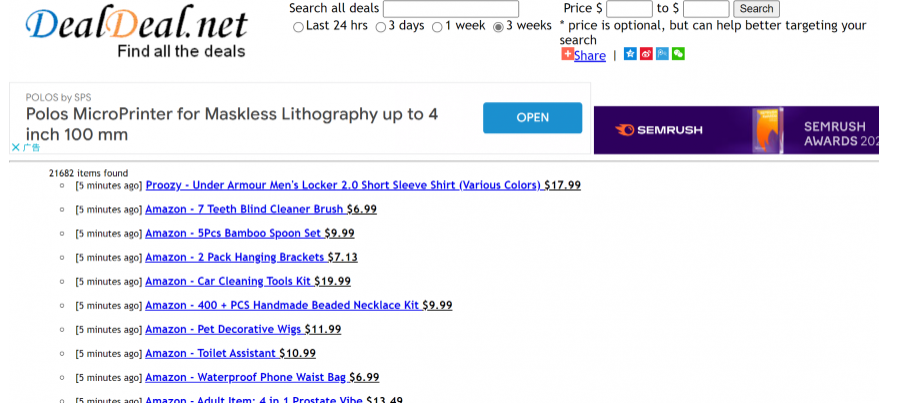 DealDeal.net
Find all the deals
Search all deals
Price $ to $ Search
Last 24 hrs 3 days 1 week 3 weeks
* price is optional, but can help better targeting your search
Share |
POLOS by SPS
Polos MicroPrinter for Maskless Lithography up to 4
inch 100 mm
OPEN
广告
SEMRUSH
SEMRUSH
AWARDS 202
21682 items found
[5 minutes ago] Proozy - Under Armour Men's Locker 2.0 Short Sleeve Shirt (Various Colors) $17.99
[5 minutes ago] Amazon - 7 Teeth Blind Cleaner Brush $6.99
[5 minutes ago] Amazon - 5Pcs Bamboo Spoon Set $9.99
[5 minutes ago] Amazon - 2 Pack Hanging Brackets $7.13
[5 minutes ago] Amazon - Car Cleaning Tools Kit $19.99
[5 minutes ago] Amazon - 400 + PCS Handmade Beaded Necklace Kit $9.99
[5 minutes ago] Amazon - Pet Decorative Wigs $11.99
[5 minutes ago] Amazon - Toilet Assistant $10.99
[5 minutes ago] Amazon - Waterproof Phone Waist Bag $6.99
[5 minutes ago] Amazon - Adult Item: 4 in 1 Prostate Vibe $13.49